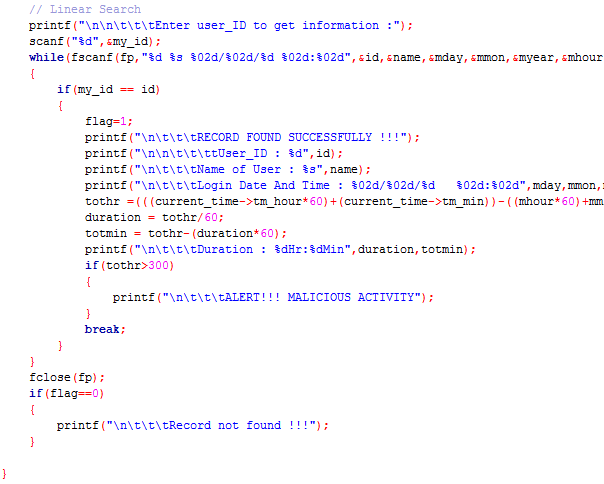 // Linear Search
printf("\n\n\t\t\tEnter user_ID to get information :");
scanf("%d",&my_id);
while(fscanf(fp,"%d %s %02d/%02d/%d %02d:%02d",&id,&name,&mday,&mmon,&myear,&mhour
{
if(my_id == id)
{
flag=1;
printf("\n\t\t\tRECORD FOUND SUCCESSFULLY !!!");
printf("\n\n\t\t\ttUser_ID : %d",id);
printf("\n\t\t\tName of User : %s",name);
printf("\n\t\t\tLogin Date And Time : %02d/%02d/%d   %02d:%02d",mday,mmon,
tothr =(((current_time->tm_hour*60)+(current_time->tm_min))-((mhour*60)+mm
duration = tothr/60;
totmin = tothr-(duration*60);
printf("\n\t\t\tDuration : %dHr:%dMin",duration,totmin);
if(tothr>300)
{
printf("\n\t\t\tALERT!!! MALICIOUS ACTIVITY");
}
break;
}
}
fclose(fp);
if(flag==0)
{
printf("\n\t\t\tRecord not found !!!");
}
}